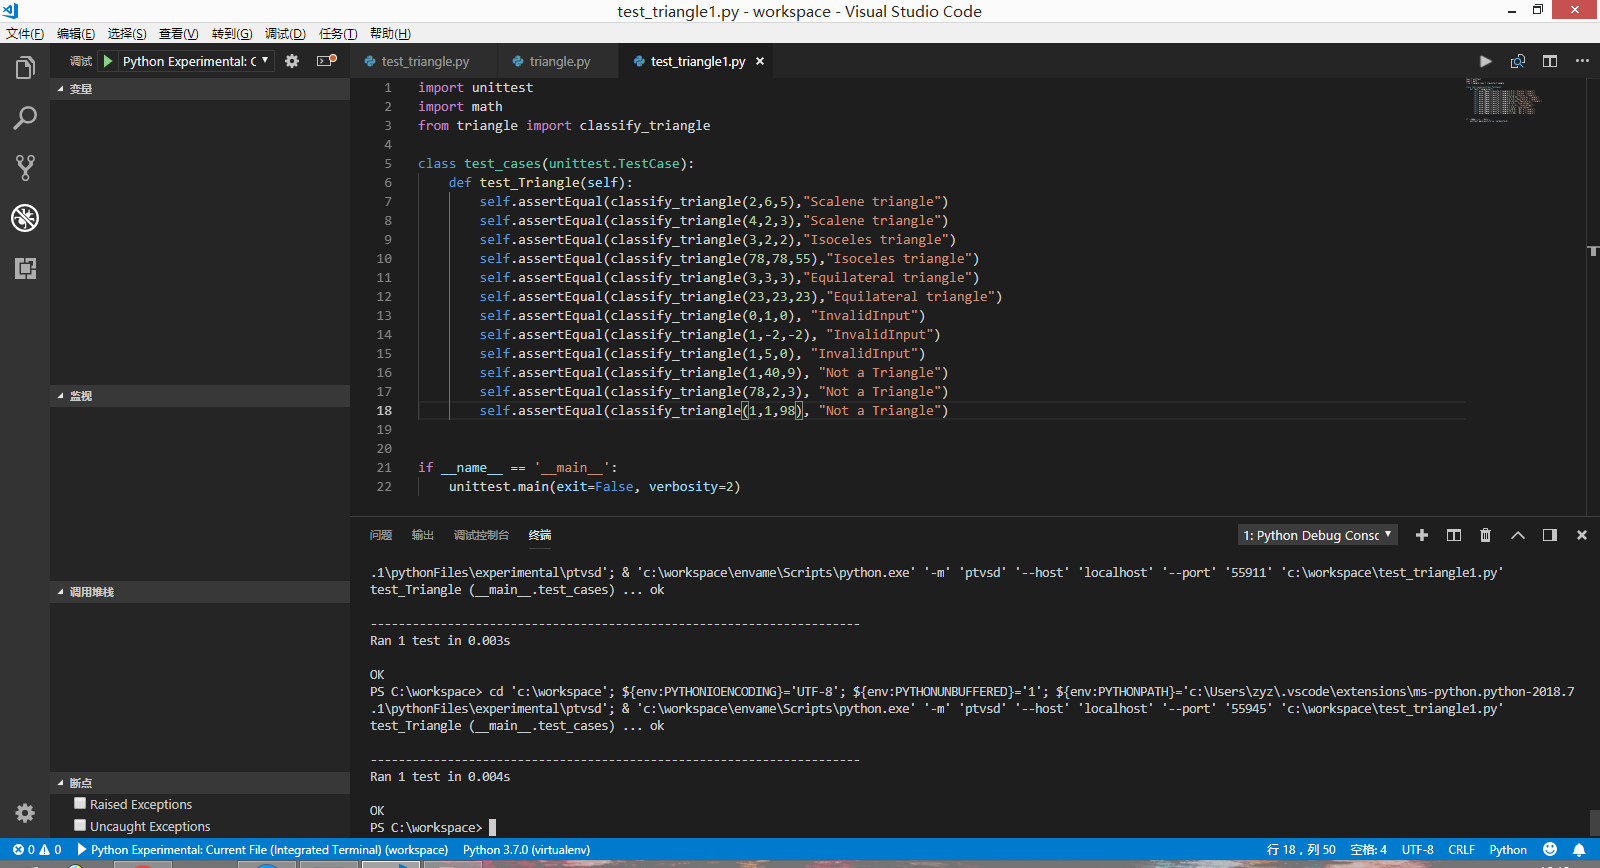 test_triangle1.py - workspace - Visual Studio Code
文件(F) 编辑(E) 选择(S) 查看(V) 转到(G) 调试(D) 任务(T) 帮助(H)
调试 Python Experimental: C
test_triangle.py triangle.py test_triangle1.py
变量
监视
调用堆栈
断点
Raised Exceptions
Uncaught Exceptions
1 import unittest
2 import math
3 from triangle import classify_triangle
4
5 class test_cases(unittest.TestCase):
6 def test_Triangle(self):
7 self.assertEqual(classify_triangle(2,6,5),"Scalene triangle")
8 self.assertEqual(classify_triangle(4,2,3),"Scalene triangle")
9 self.assertEqual(classify_triangle(3,2,2),"Isoceles triangle")
10 self.assertEqual(classify_triangle(78,78,55),"Isoceles triangle")
11 self.assertEqual(classify_triangle(3,3,3),"Equilateral triangle")
12 self.assertEqual(classify_triangle(23,23,23),"Equilateral triangle")
13 self.assertEqual(classify_triangle(0,1,0), "InvalidInput")
14 self.assertEqual(classify_triangle(1,-2,-2), "InvalidInput")
15 self.assertEqual(classify_triangle(1,5,0), "InvalidInput")
16 self.assertEqual(classify_triangle(1,40,9), "Not a Triangle")
17 self.assertEqual(classify_triangle(78,2,3), "Not a Triangle")
18 self.assertEqual(classify_triangle(1,1,98), "Not a Triangle")
19
20
21 if __name__ == '__main__':
22 unittest.main(exit=False, verbosity=2)
问题 输出 调试控制台 终端 1: Python Debug Consc
.1\pythonFiles\experimental\ptvsd'; & 'c:\workspace\envame\Scripts\python.exe' '-m' 'ptvsd' '--host' 'localhost' '--port' '55911' 'c:\workspace\test_triangle1.py'
test_Triangle (__main__.test_cases) ... ok
----------------------------------------------------------------------
Ran 1 test in 0.003s
OK
PS C:\workspace> cd 'c:\workspace'; ${env:PYTHONIOENCODING}='UTF-8'; ${env:PYTHONUNBUFFERED}='1'; ${env:PYTHONPATH}='c:\Users\zyz\.vscode\extensions\ms-python.python-2018.7
.1\pythonFiles\experimental\ptvsd'; & 'c:\workspace\envame\Scripts\python.exe' '-m' 'ptvsd' '--host' 'localhost' '--port' '55945' 'c:\workspace\test_triangle1.py'
test_Triangle (__main__.test_cases) ... ok
----------------------------------------------------------------------
Ran 1 test in 0.004s
OK
PS C:\workspace>
0 0 Python Experimental: Current File (Integrated Terminal) (workspace) Python 3.7.0 (virtualenv) 行 18，列 50 空格: 4 UTF-8 CRLF Python